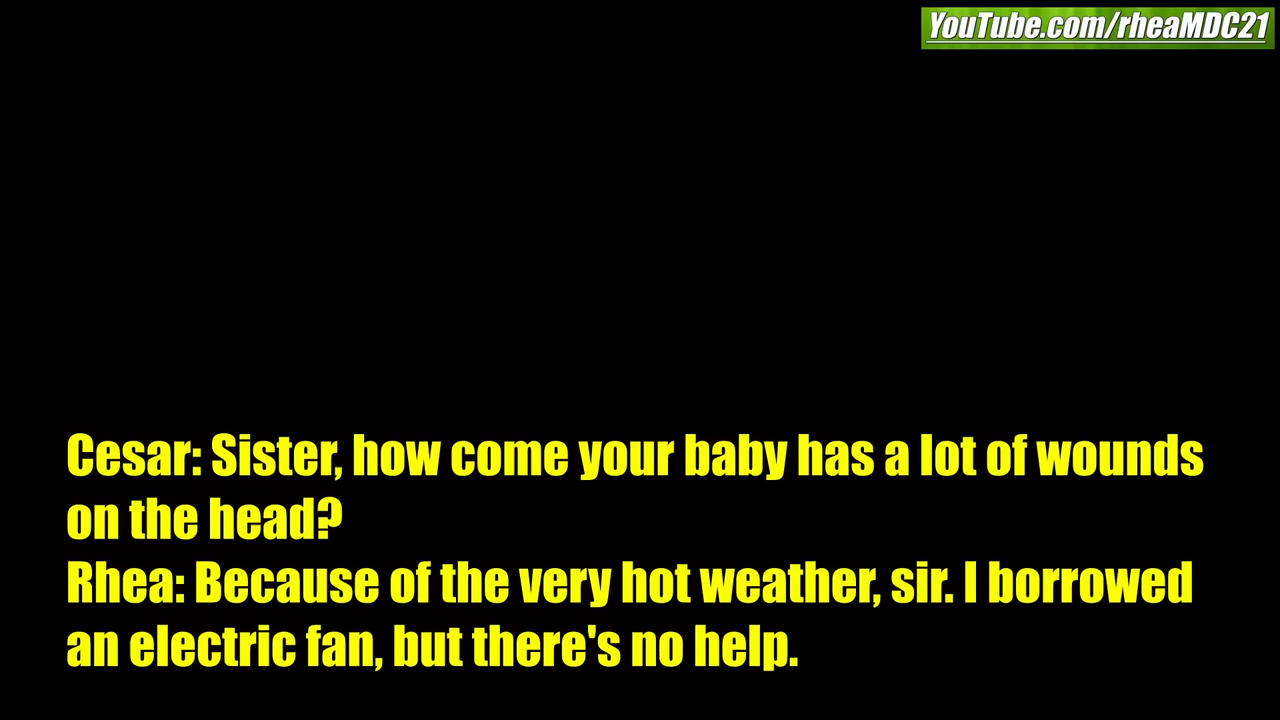 YouTube.com/rheaMDC21
Cesar: Sister, how come your baby has a lot of wounds
on the head?
Rhea: Because of the very hot weather, sir. I borrowed
an electric fan, but there's no help.